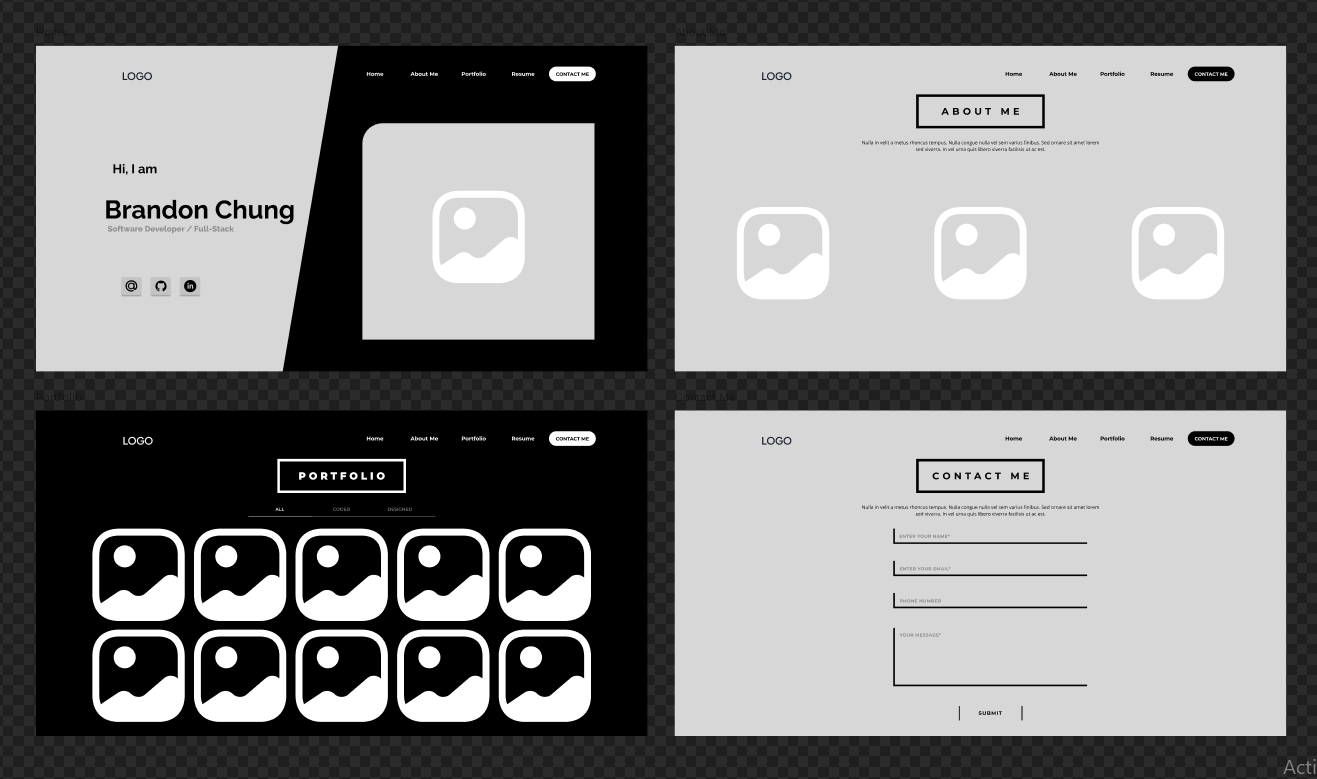 Home
About Me
LOGO
Home About Me Portfolio Resume CONTACT ME
Hi, I am
Brandon Chung
Software Developer / Full-Stack
LOGO
Home About Me Portfolio Resume CONTACT ME
ABOUT ME
Nulla in velit a metus rhoncus tempus. Nulla congue nulla vel sem varius finibus. Sed ornare sit amet lorem
sed viverra. In vel urna quis libero viverra facilisis ut ac est.
Portfolio
Contact Me
LOGO
Home About Me Portfolio Resume CONTACT ME
PORTFOLIO
ALL CODED DESIGNED
LOGO
Home About Me Portfolio Resume CONTACT ME
CONTACT ME
Nulla in velit a metus rhoncus tempus. Nulla congue nulla vel sem varius finibus. Sed ornare sit amet lorem
sed viverra. In vel urna quis libero viverra facilisis ut ac est.
ENTER YOUR NAME*
ENTER YOUR EMAIL*
PHONE NUMBER
YOUR MESSAGE*
SUBMIT
Acti